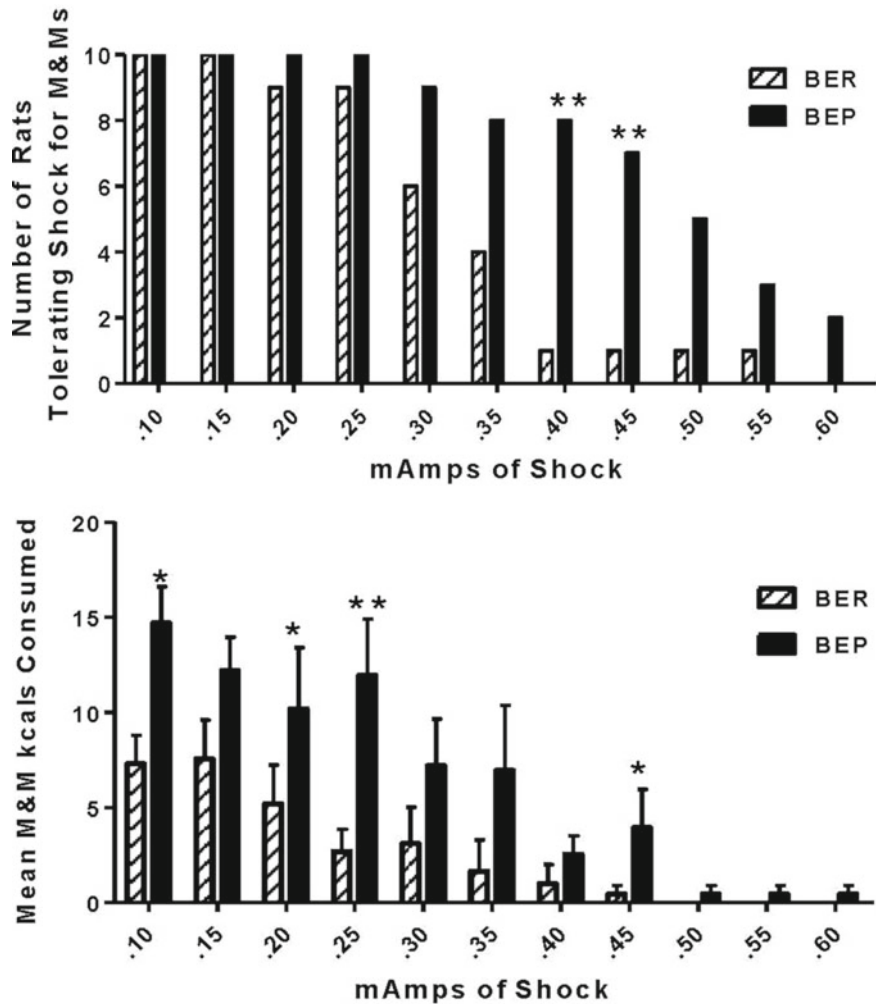 Number of Rats
Tolerating Shock for M&Ms
10
8
6
4
2
0
** 
**
BER
BEP
.10 .15 .20 .25 .30 .35 .40 .45 .50 .55 .60
mAmps of Shock
Mean M&M kcals Consumed
20
15
10
5
0
*
*
**
*
BER
BEP
.10 .15 .20 .25 .30 .35 .40 .45 .50 .55 .60
mAmps of Shock